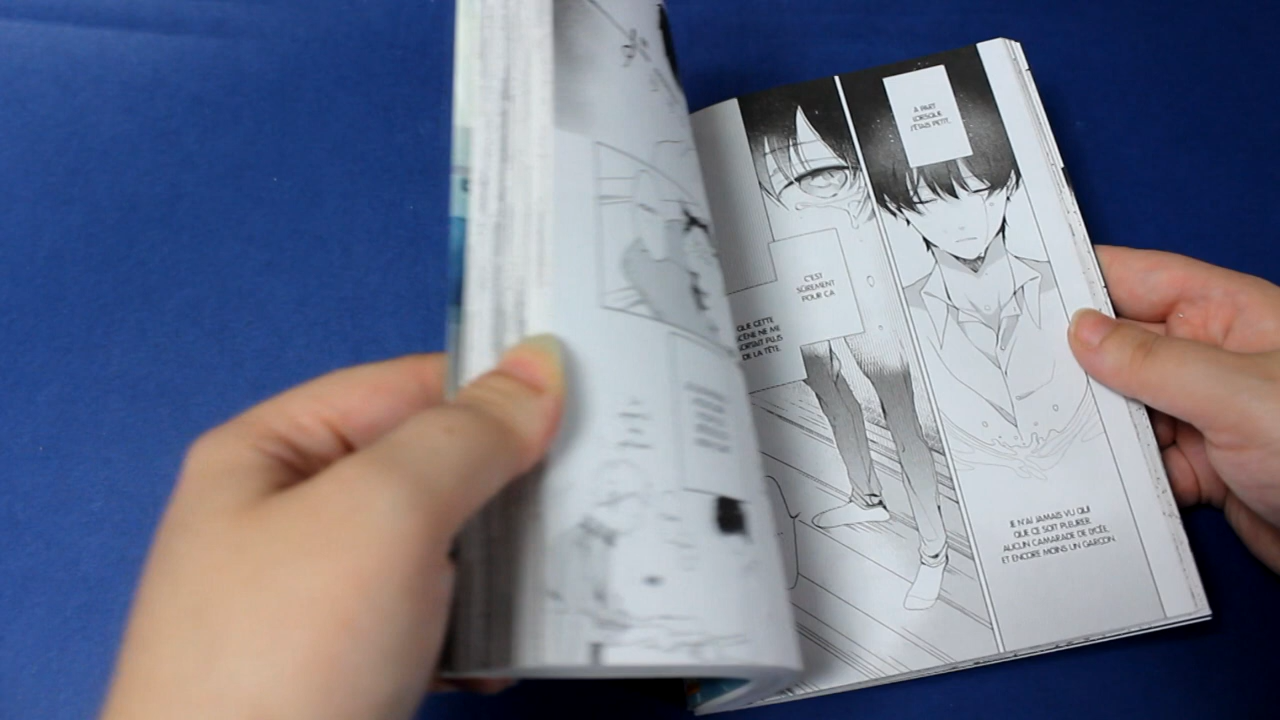 À PART
LORSQUE
J'ÉTAIS PETIT,
JE N'AI JAMAIS VU QUI
QUE CE SOIT PLEURER,
AUCUN CAMARADE DE LYCÉE,
ET ENCORE MOINS UN GARÇON.
C'EST
SÛREMENT
POUR ÇA
QUE CETTE
SCÈNE NE ME
SORTAIT PLUS
DE LA TÊTE.